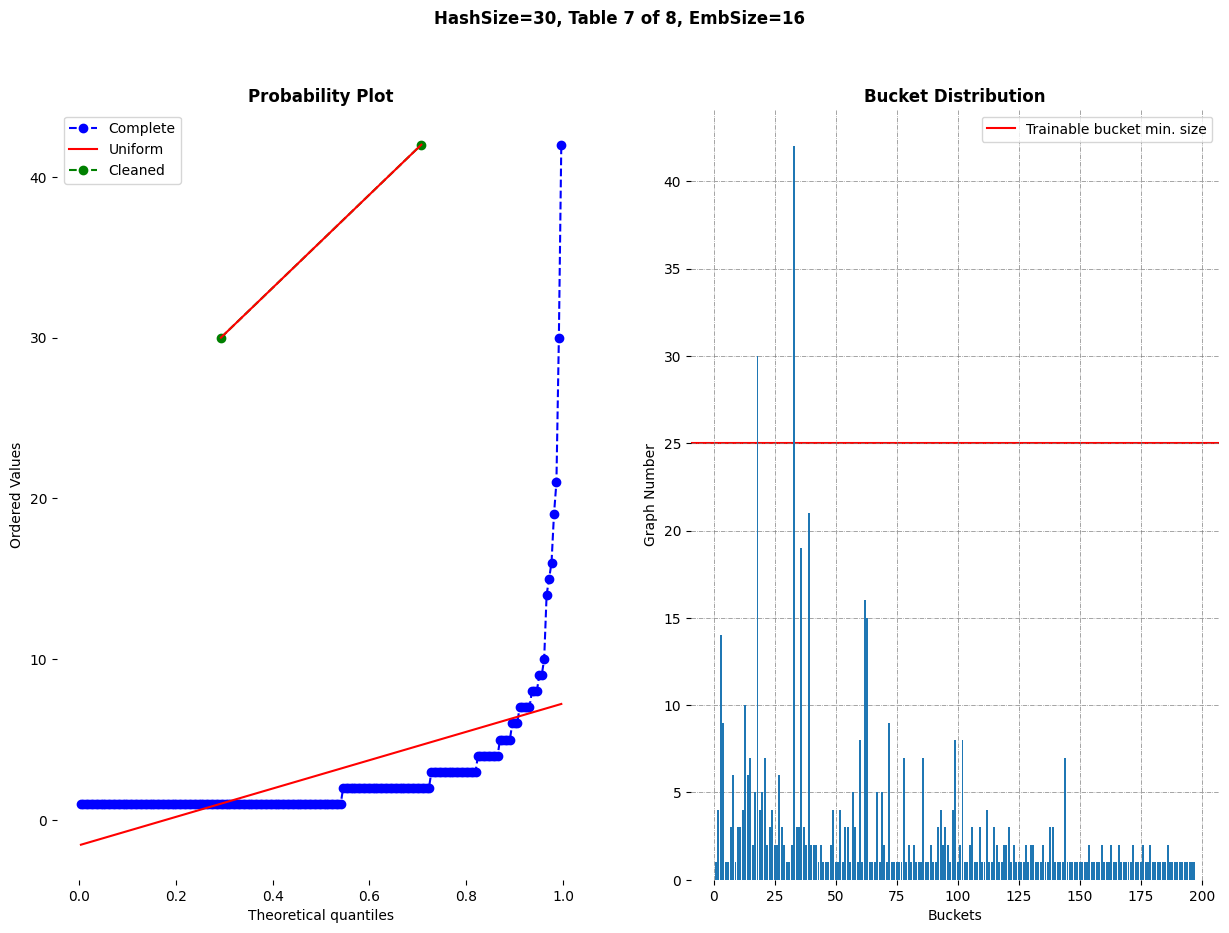 HashSize=30, Table 7 of 8, EmbSize=16
Probability Plot
Complete
Uniform
Cleaned
40
30
20
10
0
Ordered Values
0.0 0.2 0.4 0.6 0.8 1.0
Theoretical quantiles
Bucket Distribution
Trainable bucket min. size
40
35
30
25
20
15
10
5
0
Graph Number
0 25 50 75 100 125 150 175 200
Buckets